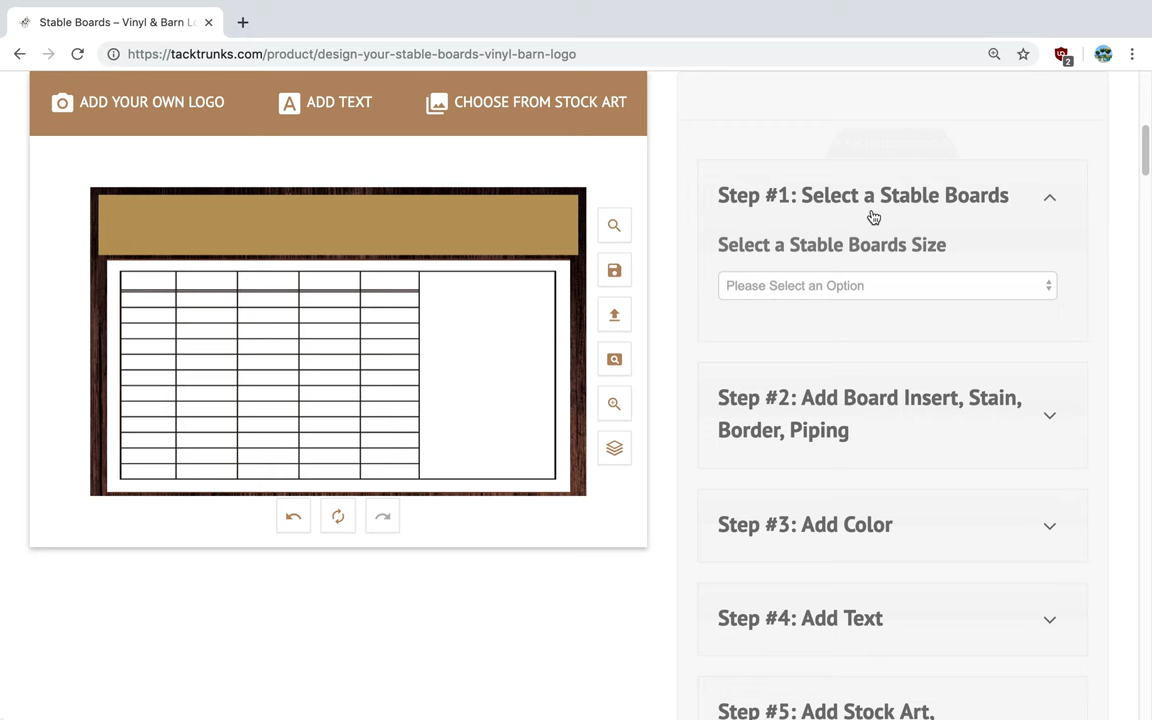 Stable Boards – Vinyl & Barn Lo
https://tacktrunks.com/product/design-your-stable-boards-vinyl-barn-logo
2
ADD YOUR OWN LOGO
A ADD TEXT
CHOOSE FROM STOCK ART
Step #1: Select a Stable Boards
Select a Stable Boards Size
Please Select an Option
Step #2: Add Board Insert, Stain,
Border, Piping
Step #3: Add Color
Step #4: Add Text
Step #5: Add Stock Art,